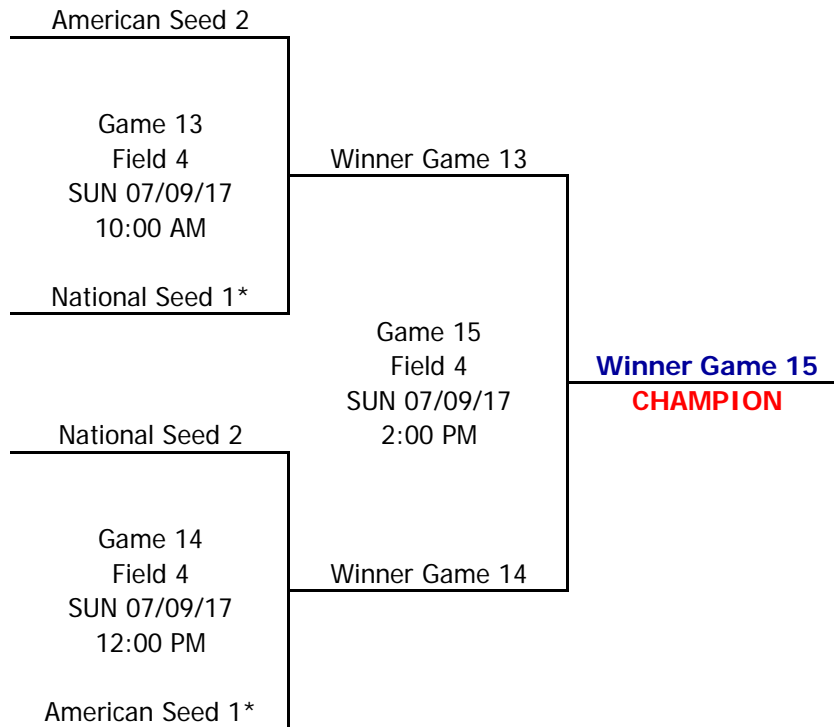 American Seed 2
Game 13
Field 4
SUN 07/09/17
10:00 AM
National Seed 1*
Winner Game 13
Game 15
Field 4
SUN 07/09/17
2:00 PM
Winner Game 15
CHAMPION
National Seed 2
Game 14
Field 4
SUN 07/09/17
12:00 PM
American Seed 1*
Winner Game 14